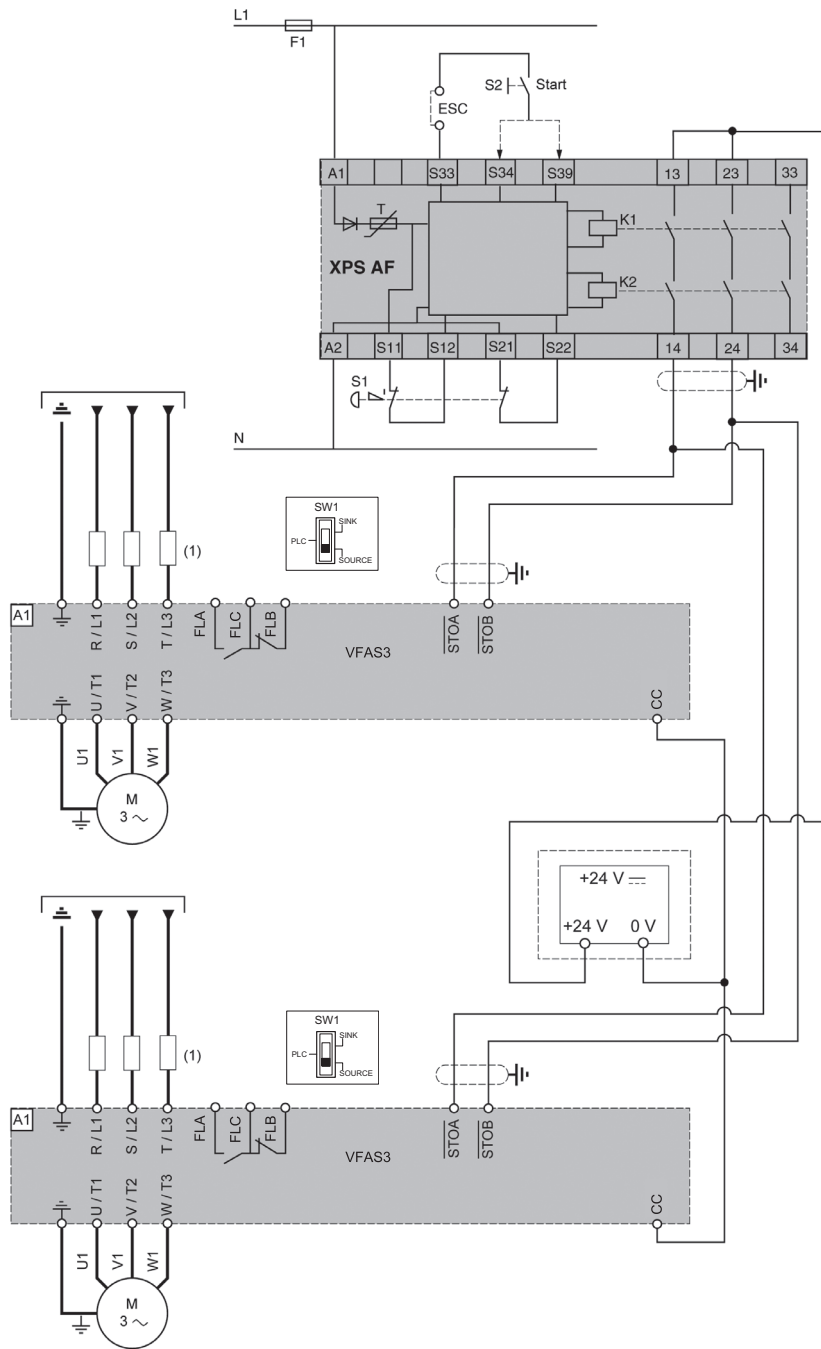 L1
F1
S2
Start
ESC
A1 S33 S34 S39 13 23 33
T
K1
XPS AF
K2
A2 S11 S12 S21 S22 14 24 34
S1
N
SW1
SINK
PLC
SOURCE
(1)
A1
R / L1
S / L2
T / L3
FLA
FLC
FLB
STOA
STOB
VFAS3
U / T1
V / T2
W / T3
CC
U1
V1
W1
M
3 ~
+24 V
+24 V 0 V
SW1
SINK
PLC
SOURCE
(1)
A1
R / L1
S / L2
T / L3
FLA
FLC
FLB
STOA
STOB
VFAS3
U / T1
V / T2
W / T3
CC
U1
V1
W1
M
3 ~